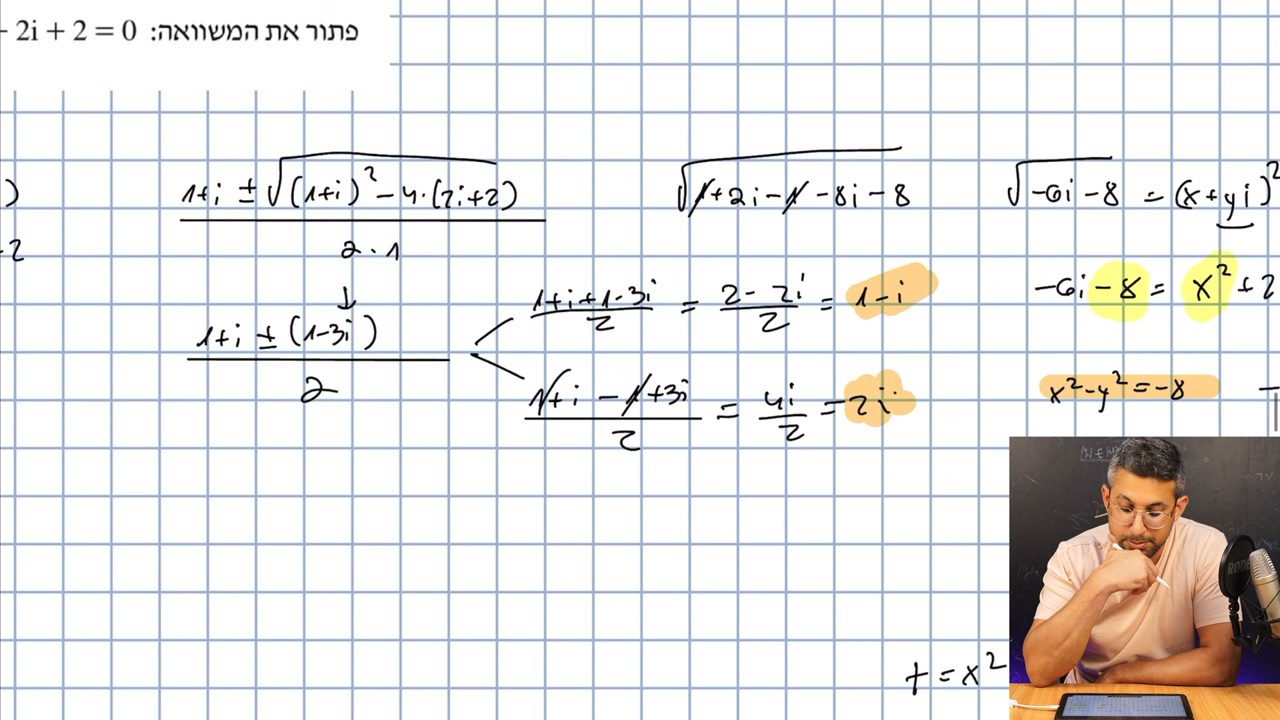 פתור את המשוואה: - 2i + 2 = 0
)
1+i ± √(1+i)² - 4·(2i+2)
2·1
√1+2i-1-8i-8
√-6i-8 = (x+yi)²
-2
↓
1+i ± (1-3i)
2
1+i+1-3i / 2 = 2-2i / 2 = 1-i
1+i-1+3i / 2 = 4i / 2 = 2i
-6i-8 = x² + 2
x²-y² = -8
t = x²